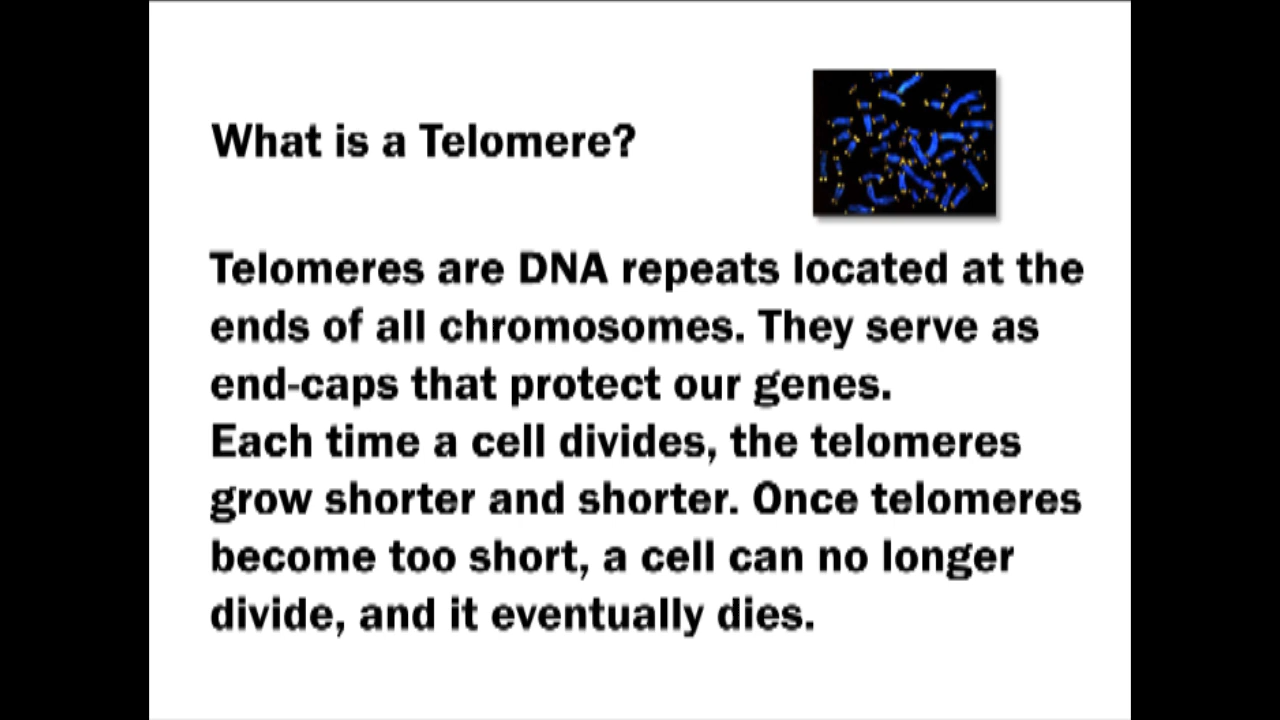 What is a Telomere?
Telomeres are DNA repeats located at the
ends of all chromosomes. They serve as
end-caps that protect our genes.
Each time a cell divides, the telomeres
grow shorter and shorter. Once telomeres
become too short, a cell can no longer
divide, and it eventually dies.